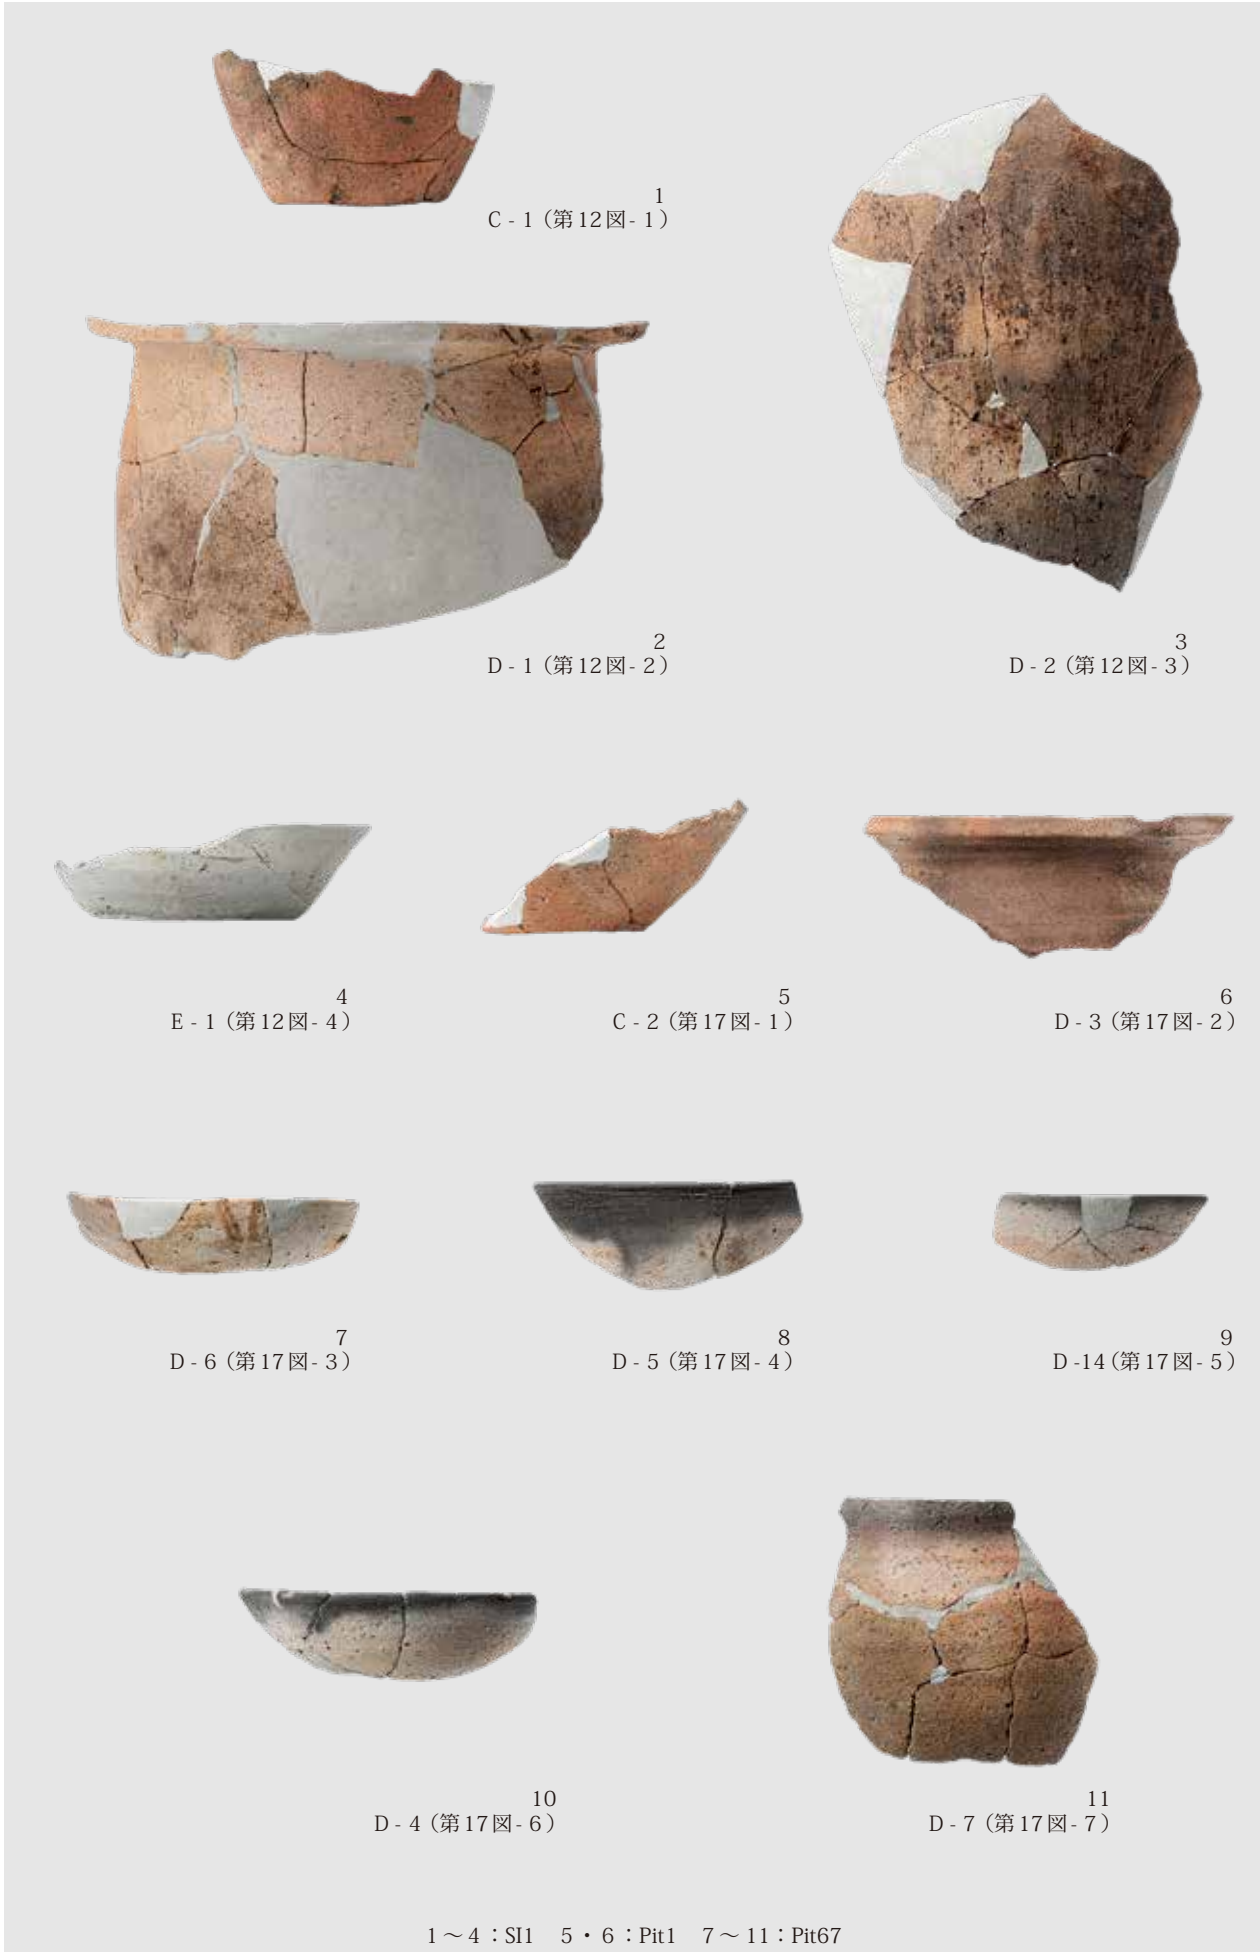 1
C - 1（第12図- 1）
2
D - 1（第12図- 2）
3
D - 2（第12図- 3）
4
E - 1（第12図- 4）
5
C - 2（第17図- 1）
6
D - 3（第17図- 2）
7
D - 6（第17図- 3）
8
D - 5（第17図- 4）
9
D -14（第17図- 5）
10
D - 4（第17図- 6）
11
D - 7（第17図- 7）
1～4：SI1　5・6：Pit1　7～11：Pit67